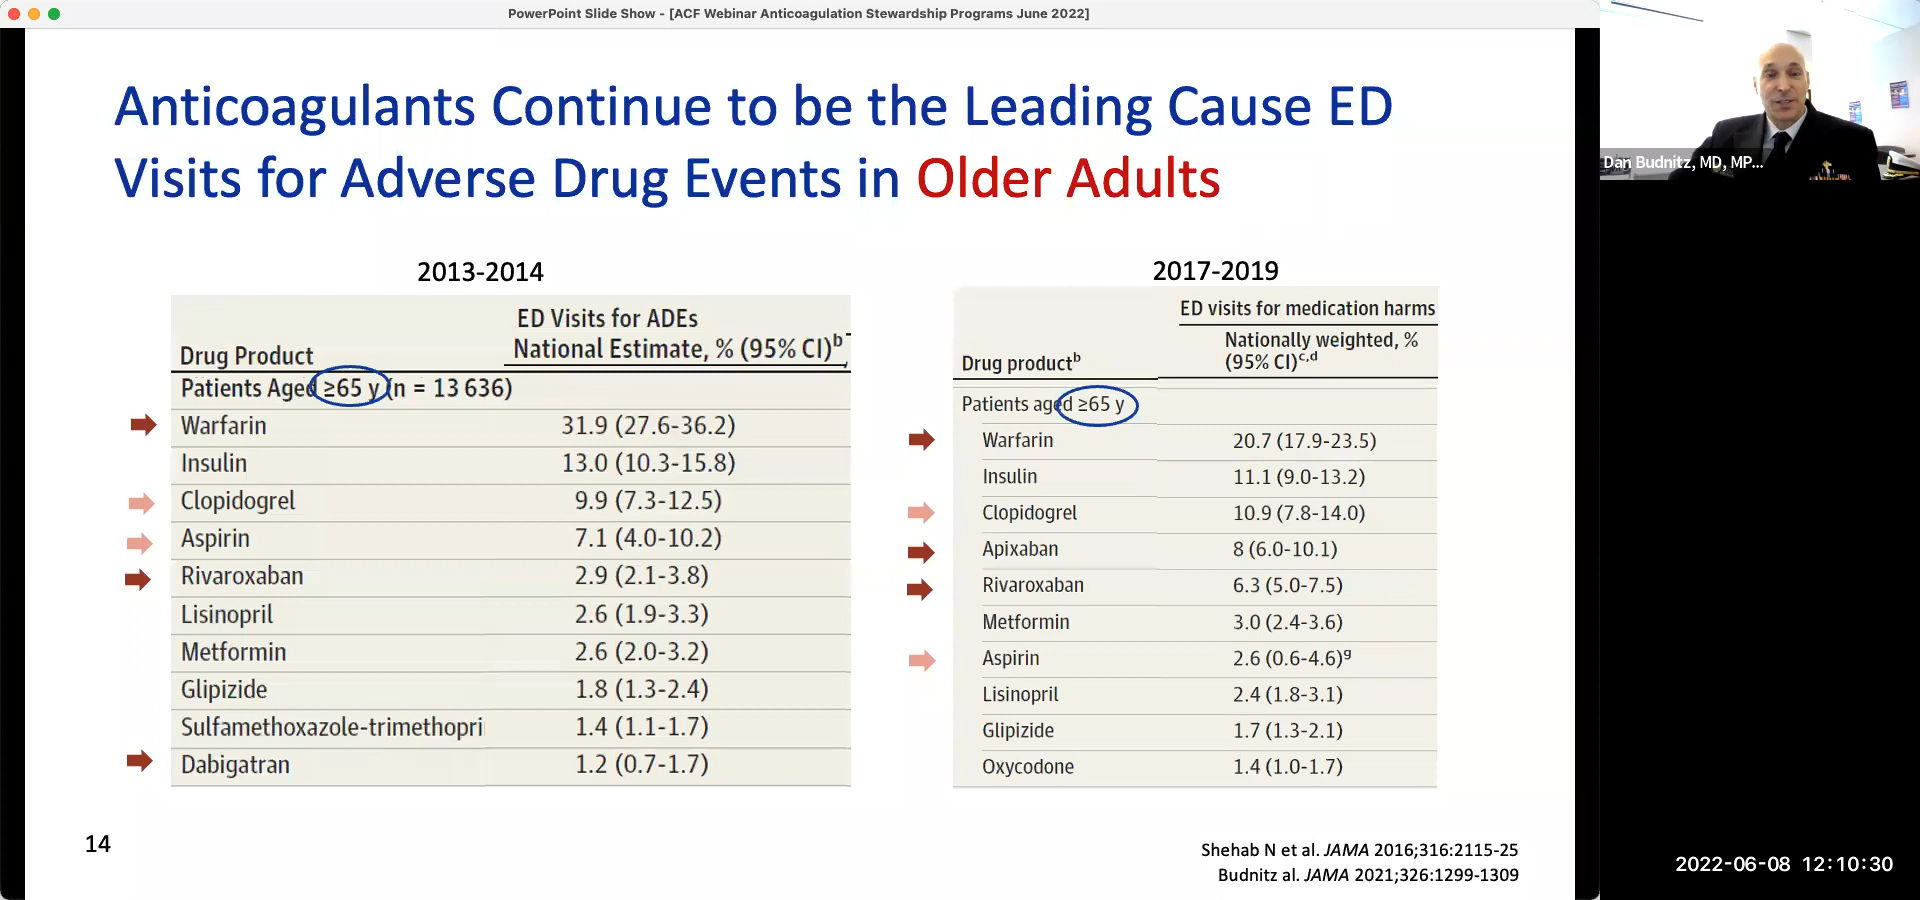 PowerPoint Slide Show - [ACF Webinar Anticoagulation Stewardship Programs June 2022]
Anticoagulants Continue to be the Leading Cause ED
Visits for Adverse Drug Events in Older Adults
2013-2014
ED Visits for ADEs
Drug Product National Estimate, % (95% CI)b
Patients Aged ≥65 y (n = 13 636)
Warfarin 31.9 (27.6-36.2)
Insulin 13.0 (10.3-15.8)
Clopidogrel 9.9 (7.3-12.5)
Aspirin 7.1 (4.0-10.2)
Rivaroxaban 2.9 (2.1-3.8)
Lisinopril 2.6 (1.9-3.3)
Metformin 2.6 (2.0-3.2)
Glipizide 1.8 (1.3-2.4)
Sulfamethoxazole-trimethopri 1.4 (1.1-1.7)
Dabigatran 1.2 (0.7-1.7)
2017-2019
ED visits for medication harms
Nationally weighted, %
Drug productb (95% CI)c,d
Patients aged ≥65 y
Warfarin 20.7 (17.9-23.5)
Insulin 11.1 (9.0-13.2)
Clopidogrel 10.9 (7.8-14.0)
Apixaban 8 (6.0-10.1)
Rivaroxaban 6.3 (5.0-7.5)
Metformin 3.0 (2.4-3.6)
Aspirin 2.6 (0.6-4.6)g
Lisinopril 2.4 (1.8-3.1)
Glipizide 1.7 (1.3-2.1)
Oxycodone 1.4 (1.0-1.7)
14
Shehab N et al. JAMA 2016;316:2115-25
Budnitz al. JAMA 2021;326:1299-1309
Dan Budnitz, MD, MP...
2022-06-08 12:10:30